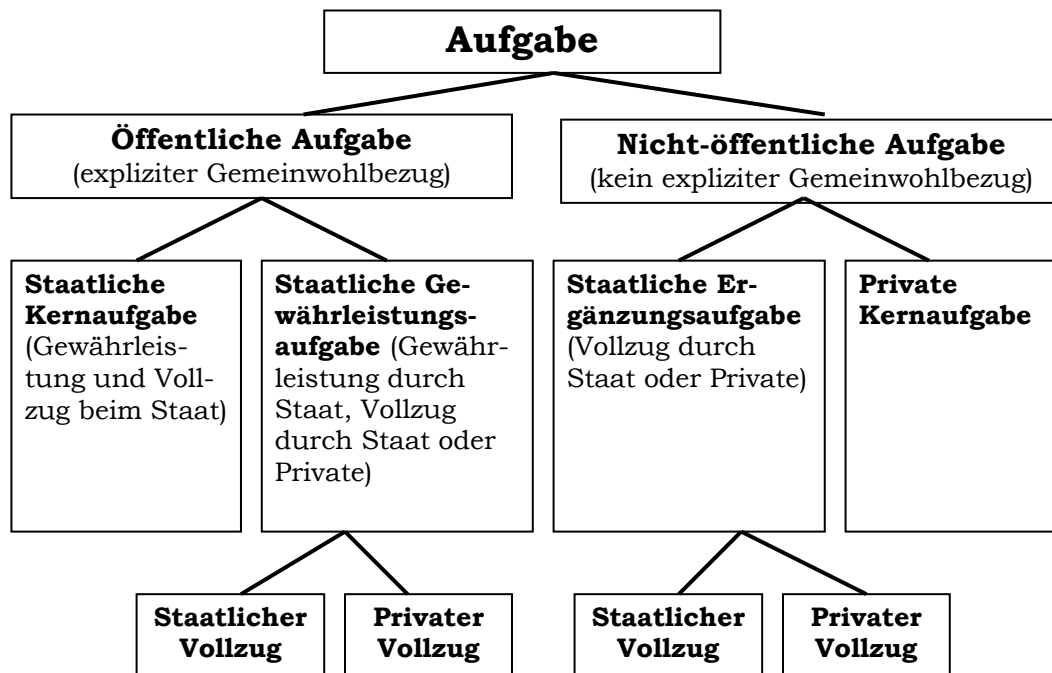 Aufgabe
Öffentliche Aufgabe
(expliziter Gemeinwohlbezug)
Nicht-öffentliche Aufgabe
(kein expliziter Gemeinwohlbezug)
Staatliche
Kernaufgabe
(Gewährleis-
tung und Voll-
zug beim Staat)
Staatliche Ge-
währleistungs-
aufgabe (Gewähr-
leistung durch
Staat, Vollzug
durch Staat oder
Private)
Staatliche Er-
gänzungsaufgabe
(Vollzug durch
Staat oder Private)
Private
Kernaufgabe
Staatlicher
Vollzug
Privater
Vollzug
Staatlicher
Vollzug
Privater
Vollzug